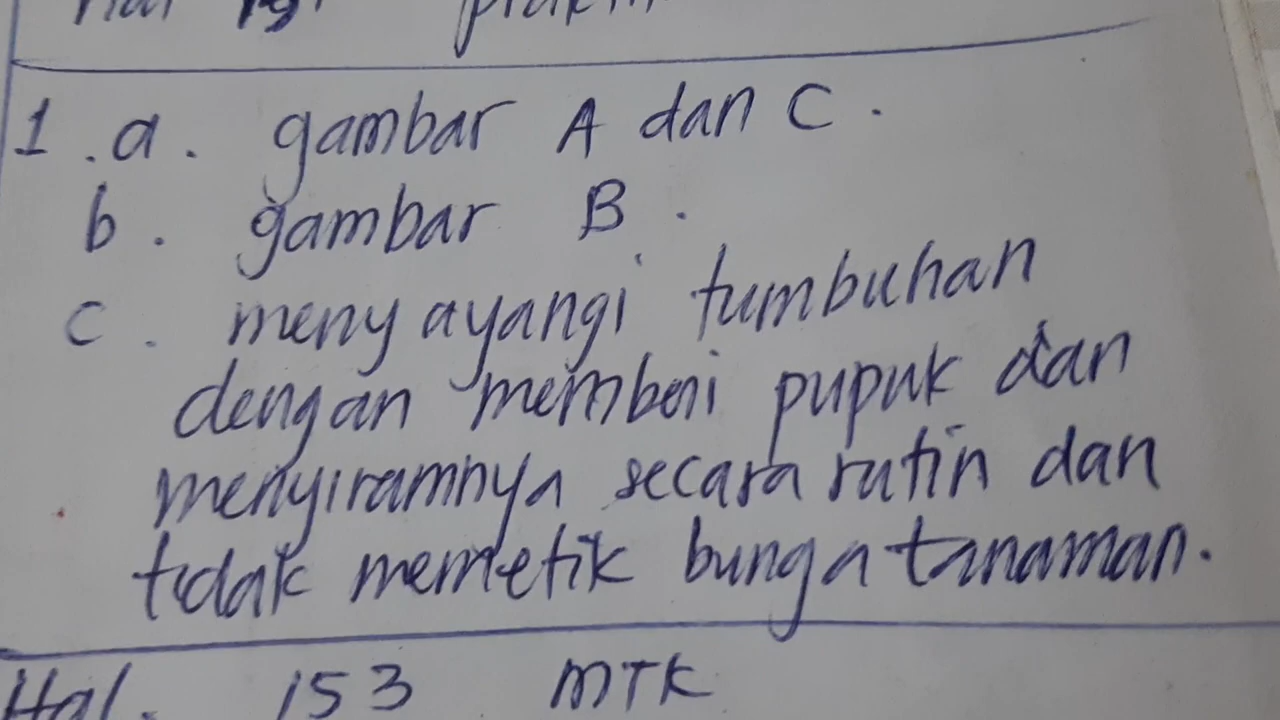 1. a. gambar A dan C.
b. gambar B.
c. menyayangi tumbuhan
dengan memberi pupuk dan
menyiramnya secara rutin dan
tidak memetik bunga tanaman.
Hal. 153 MTK